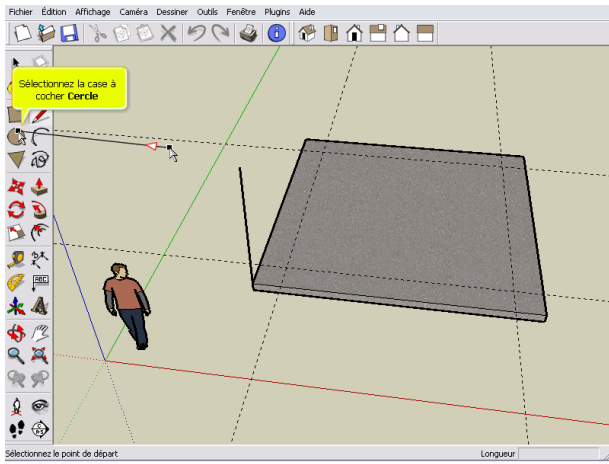 Fichier Édition Affichage Caméra Dessiner Outils Fenêtre Plugins Aide
Sélectionnez la case à
cocher Cercle
ABC
Sélectionnez le point de départ
Longueur